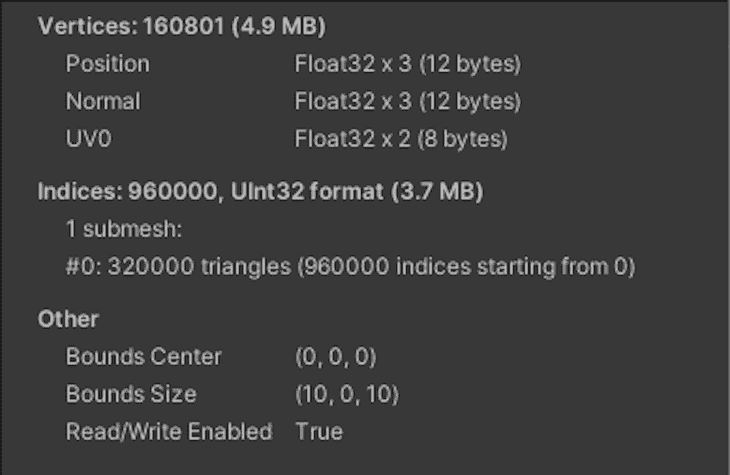 Vertices: 160801 (4.9 MB)
Position Float32 x 3 (12 bytes)
Normal Float32 x 3 (12 bytes)
UV0 Float32 x 2 (8 bytes)
Indices: 960000, UInt32 format (3.7 MB)
1 submesh:
#0: 320000 triangles (960000 indices starting from 0)
Other
Bounds Center (0, 0, 0)
Bounds Size (10, 0, 10)
Read/Write Enabled True